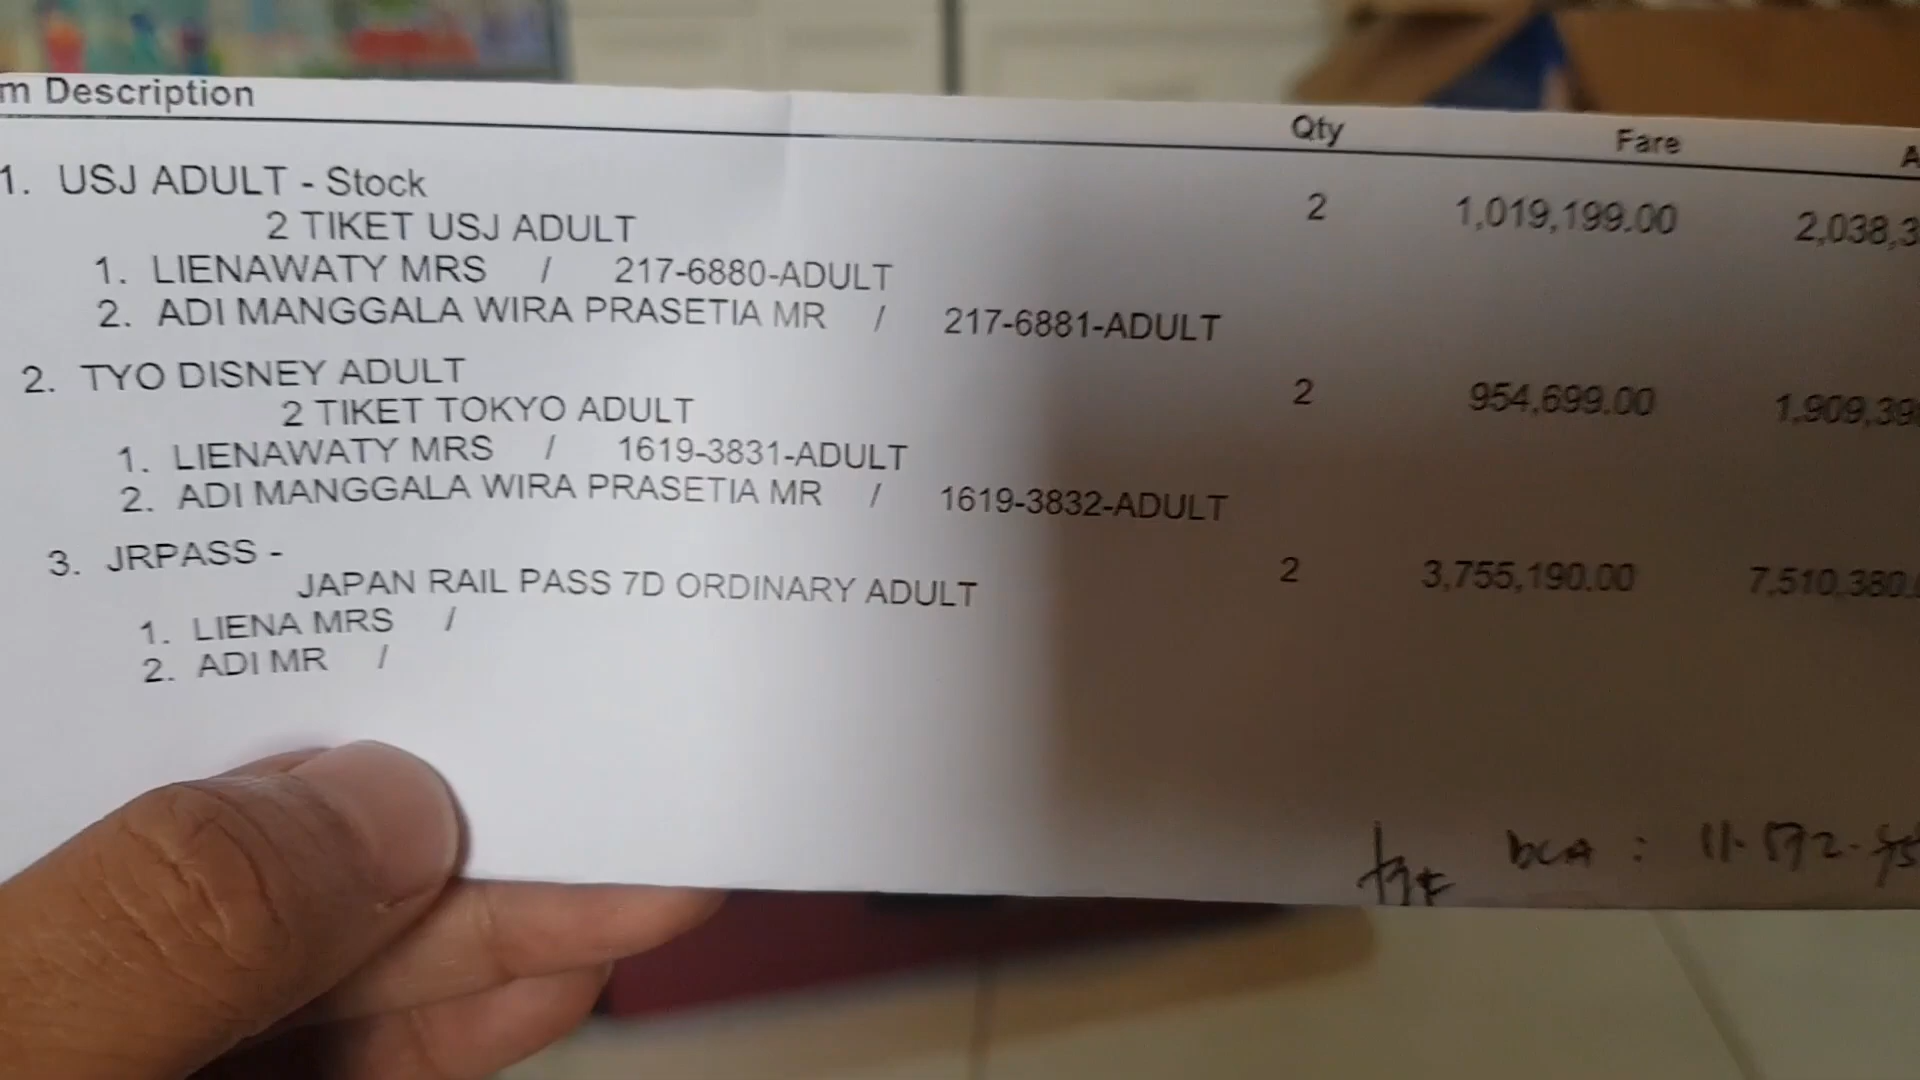 m Description Qty Fare A
1. USJ ADULT - Stock 2 1,019,199.00 2,038,3
2 TIKET USJ ADULT
1. LIENAWATY MRS / 217-6880-ADULT
2. ADI MANGGALA WIRA PRASETIA MR / 217-6881-ADULT
2. TYO DISNEY ADULT 2 954,699.00 1,909,39
2 TIKET TOKYO ADULT
1. LIENAWATY MRS / 1619-3831-ADULT
2. ADI MANGGALA WIRA PRASETIA MR / 1619-3832-ADULT
3. JRPASS - 2 3,755,190.00 7,510,380.
JAPAN RAIL PASS 7D ORDINARY ADULT
1. LIENA MRS /
2. ADI MR /
bCA :